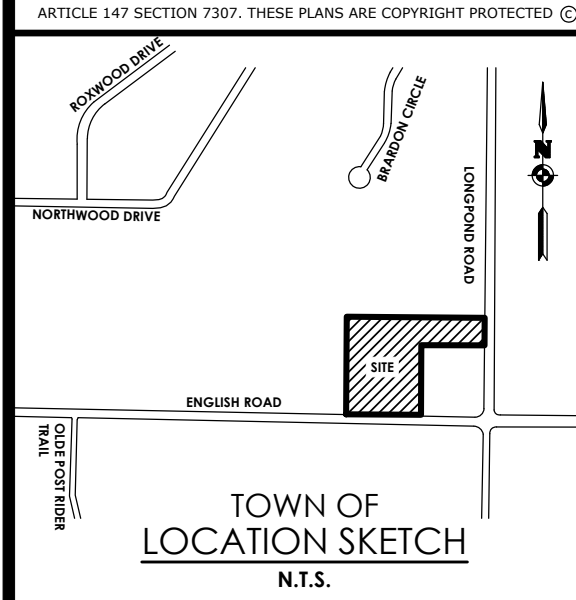 ARTICLE 147 SECTION 7307. THESE PLANS ARE COPYRIGHT PROTECTED ©
ROXWOOD DRIVE
BRARDON CIRCLE
N
LONGPOND ROAD
NORTHWOOD DRIVE
SITE
ENGLISH ROAD
OLDE POST RIDER
TRAIL
TOWN OF
LOCATION SKETCH
N.T.S.